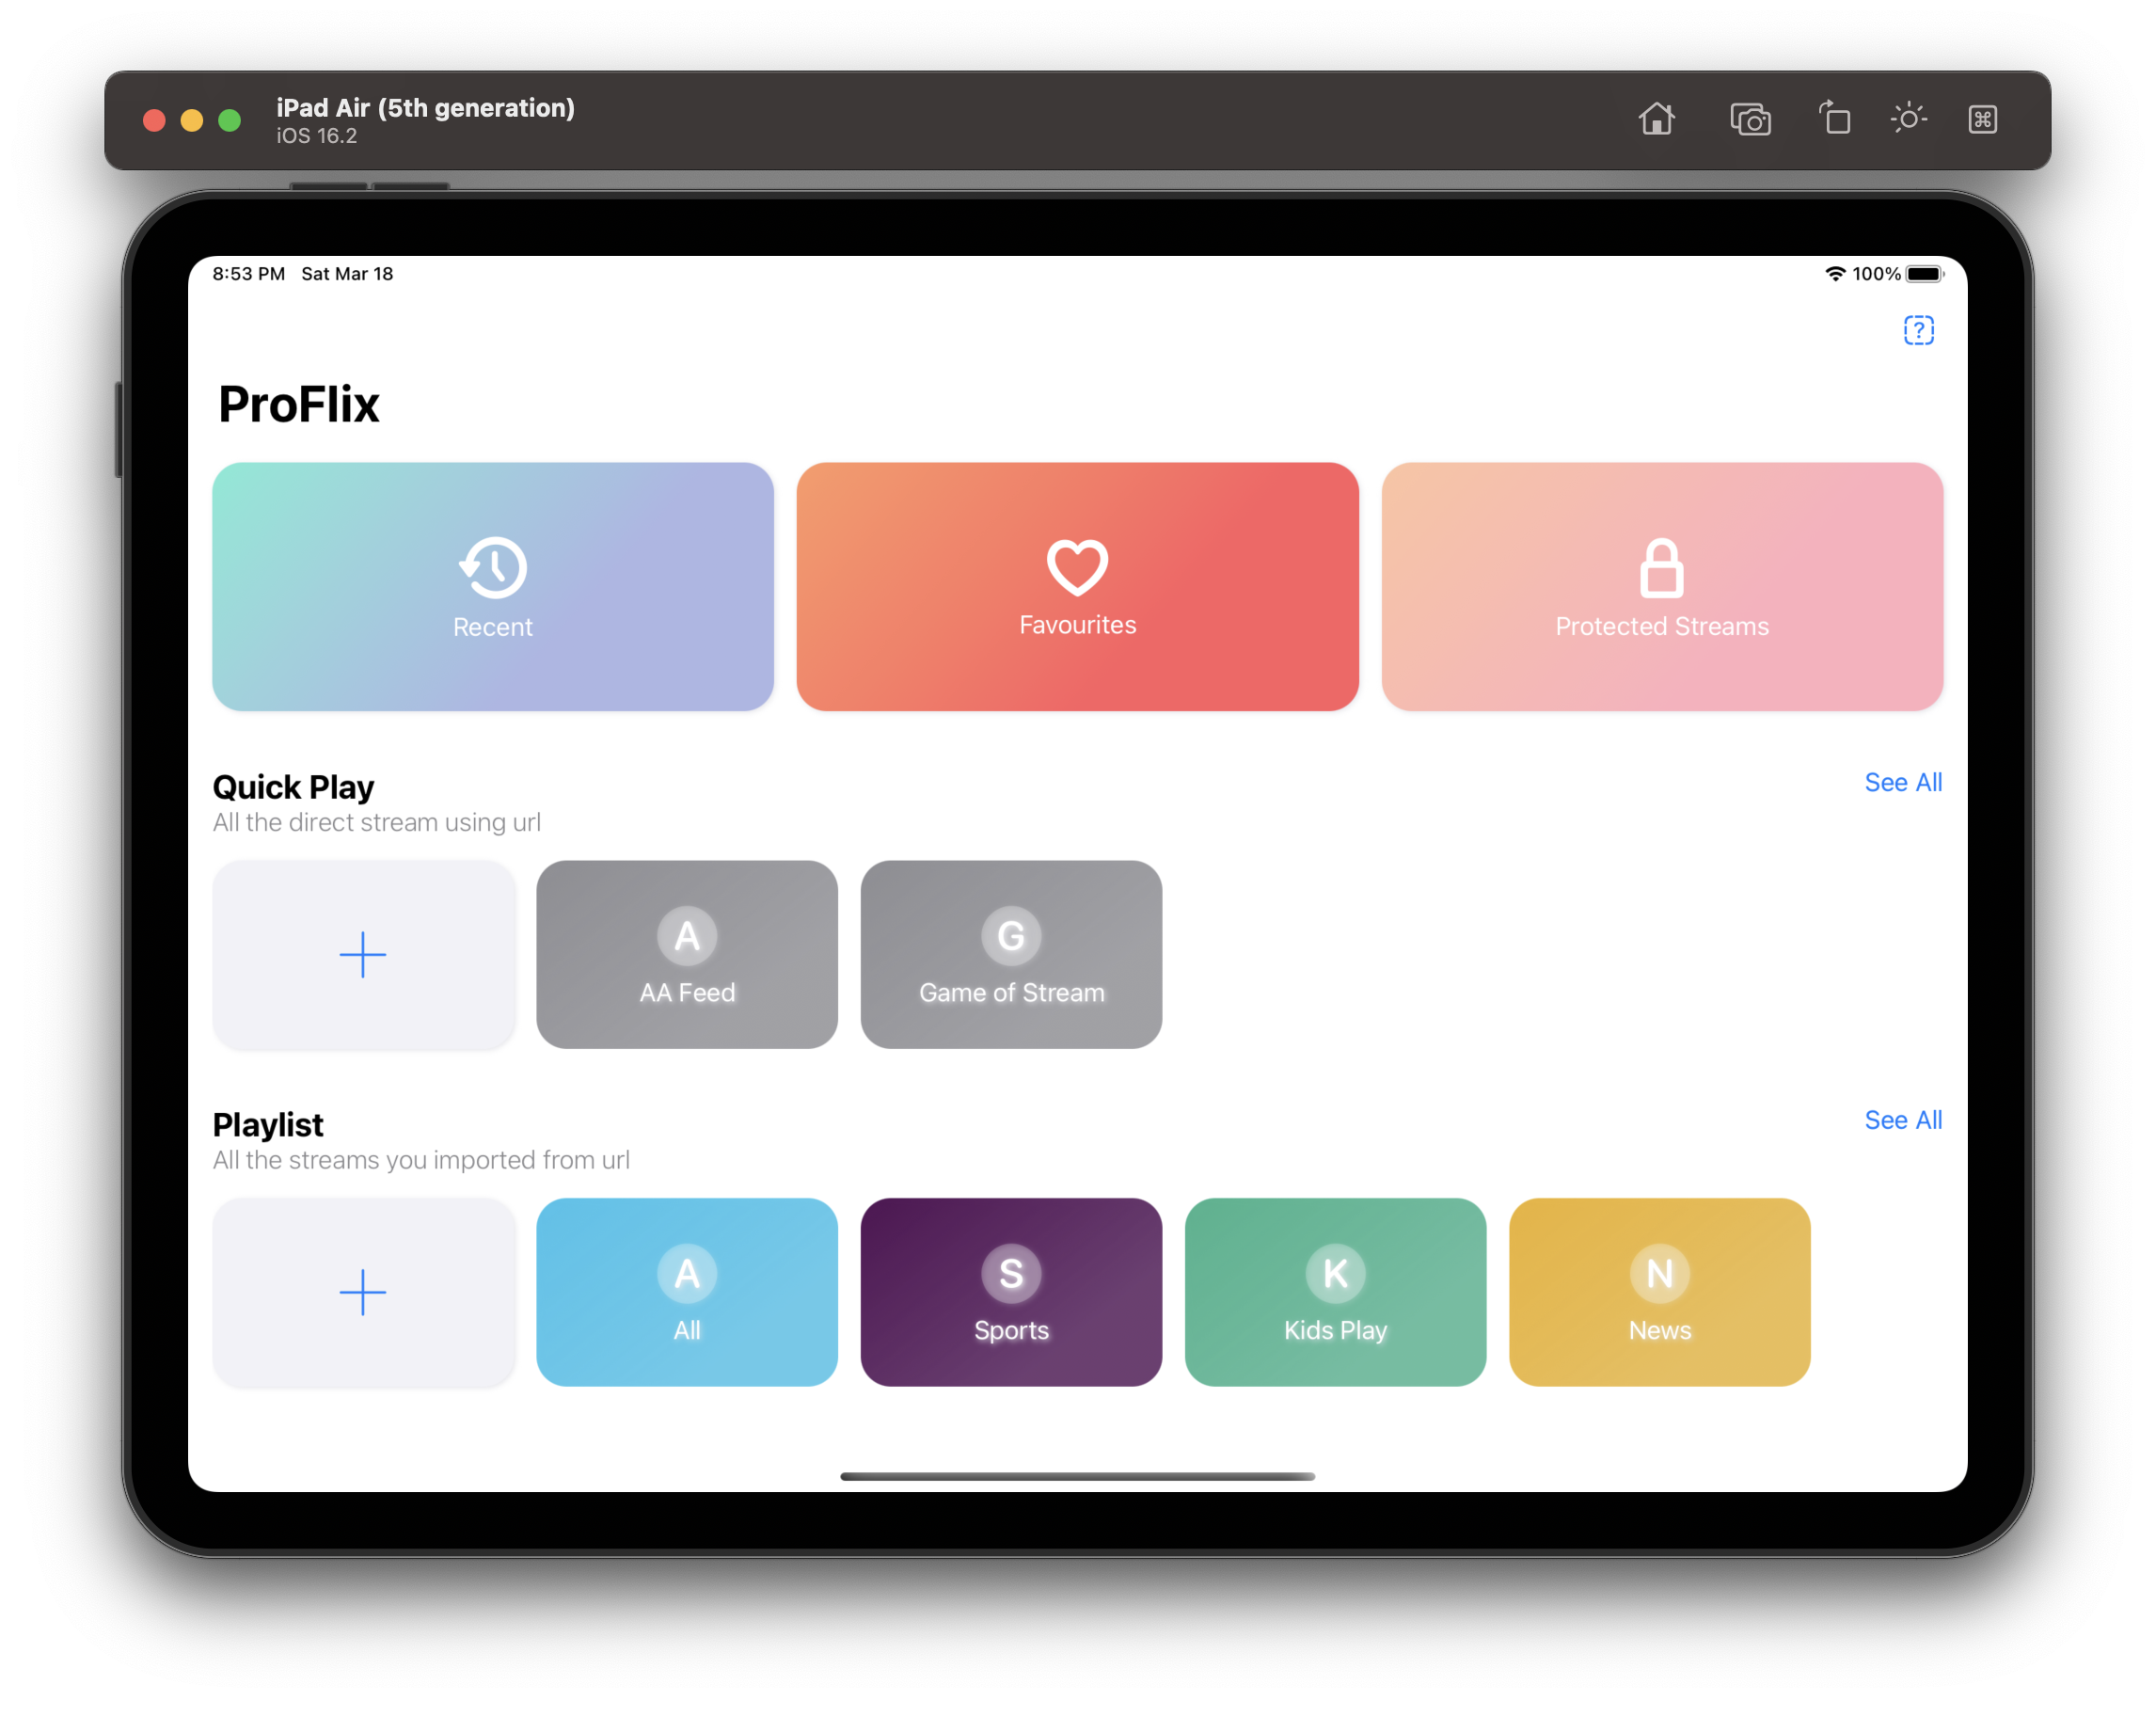 iPad Air (5th generation)
iOS 16.2
8:53 PM Sat Mar 18
100%
?
ProFlix
Recent
Favourites
Protected Streams
Quick Play
See All
All the direct stream using url
A
AA Feed
G
Game of Stream
Playlist
See All
All the streams you imported from url
A
All
S
Sports
K
Kids Play
N
News